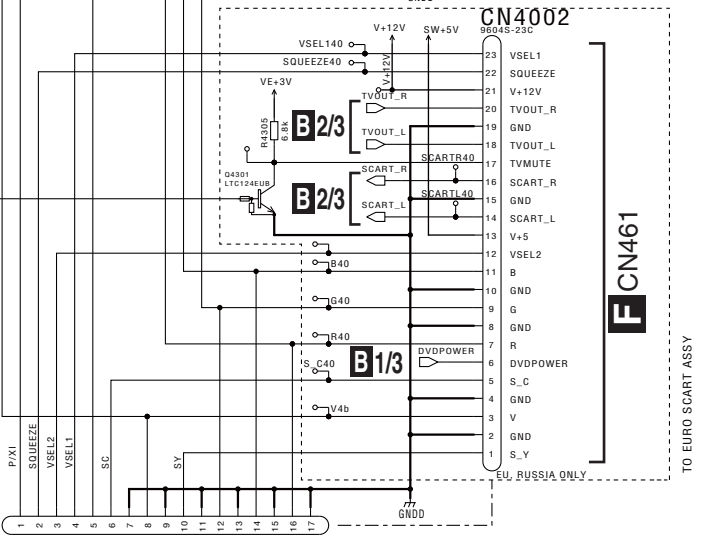 CN4002
9604S-23C
V+12V
SW+5V
VSEL140
SQUEEZE40
V+12V
VE+3V
R4305
6.8k
B 2/3
TVOUT_R
TVOUT_L
Q4301
LTC124EUB
B 2/3
SCART_R
SCART_L
SCARTR40
SCARTL40
23 VSEL1
22 SQUEEZE
21 V+12V
20 TVOUT_R
19 GND
18 TVOUT_L
17 TVMUTE
16 SCART_R
15 GND
14 SCART_L
13 V+5
12 VSEL2
11 B
10 GND
9 G
8 GND
7 R
6 DVDPOWER
5 S_C
4 GND
3 V
2 GND
1 S_Y
F CN461
TO EURO SCART ASSY
B40
G40
R40
S_C40
V4b
B 1/3
DVDPOWER
EU, RUSSIA ONLY
GNDD
P/XI
SQUEEZE
VSEL2
VSEL1
SC
SY
1 2 3 4 5 6 7 8 9 10 11 12 13 14 15 16 17